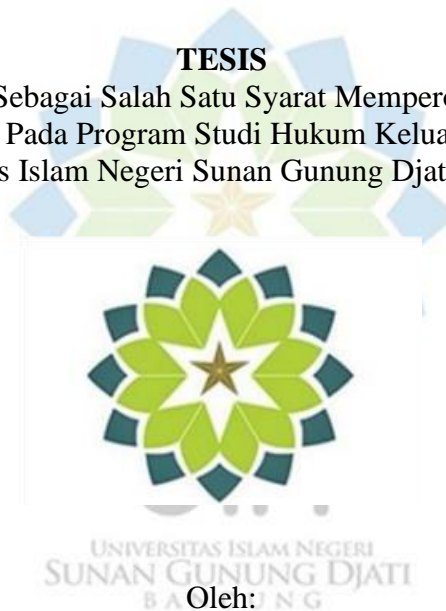 TESIS
Sebagai Salah Satu Syarat Mempero
Pada Program Studi Hukum Kelua
s Islam Negeri Sunan Gunung Djat
UNIVERSITAS ISLAM NEGERI
SUNAN GUNUNG DJATI
BANDUNG
Oleh: